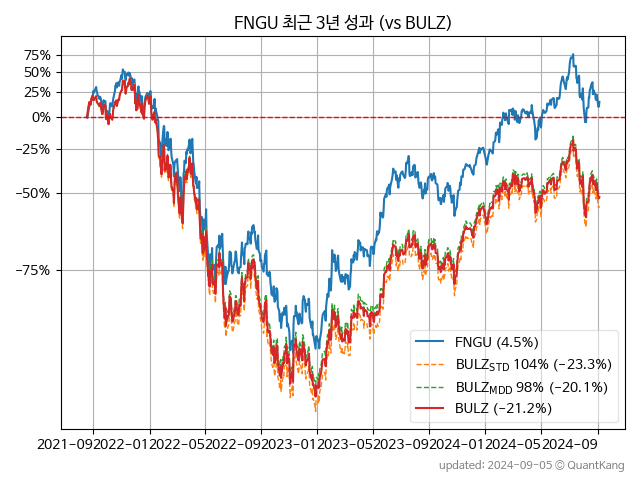 FNGU 최근 3년 성과 (vs BULZ)
75%
50%
25%
0%
−25%
−50%
−75%
FNGU (4.5%)
BULZSTD 104% (−23.3%)
BULZMDD 98% (−20.1%)
BULZ (−21.2%)
2021-09 2022-01 2022-05 2022-09 2023-01 2023-05 2023-09 2024-01 2024-05 2024-09
updated: 2024-09-05 © QuantKang